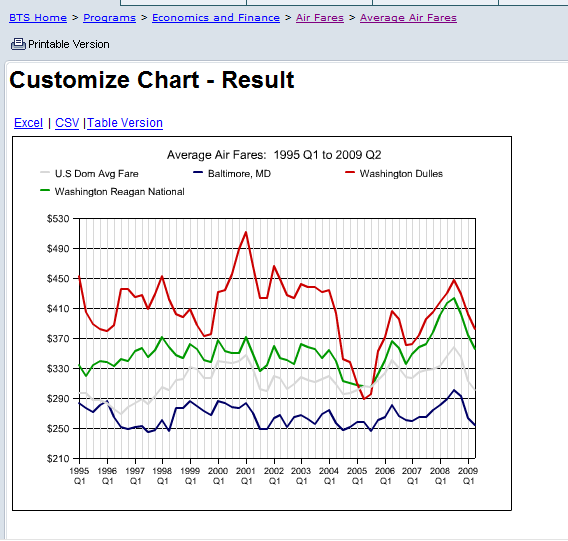 BTS Home > Programs > Economics and Finance > Air Fares > Average Air Fares
Printable Version
Customize Chart - Result
Excel | CSV |Table Version
Average Air Fares: 1995 Q1 to 2009 Q2
U.S Dom Avg Fare Baltimore, MD Washington Dulles
Washington Reagan National
$530
$490
$450
$410
$370
$330
$290
$250
$210
1995 1996 1997 1998 1999 2000 2001 2002 2003 2004 2005 2006 2007 2008 2009
Q1 Q1 Q1 Q1 Q1 Q1 Q1 Q1 Q1 Q1 Q1 Q1 Q1 Q1 Q1